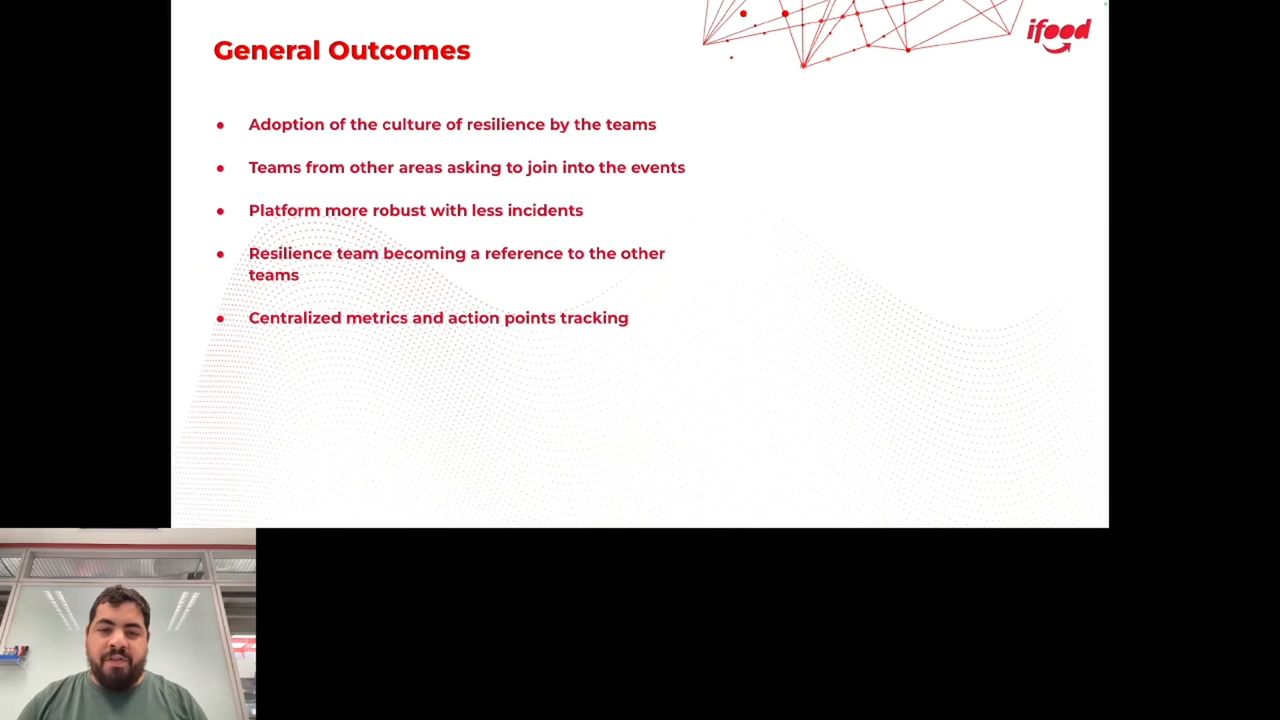 General Outcomes
ifood
● Adoption of the culture of resilience by the teams
● Teams from other areas asking to join into the events
● Platform more robust with less incidents
● Resilience team becoming a reference to the other
teams
● Centralized metrics and action points tracking